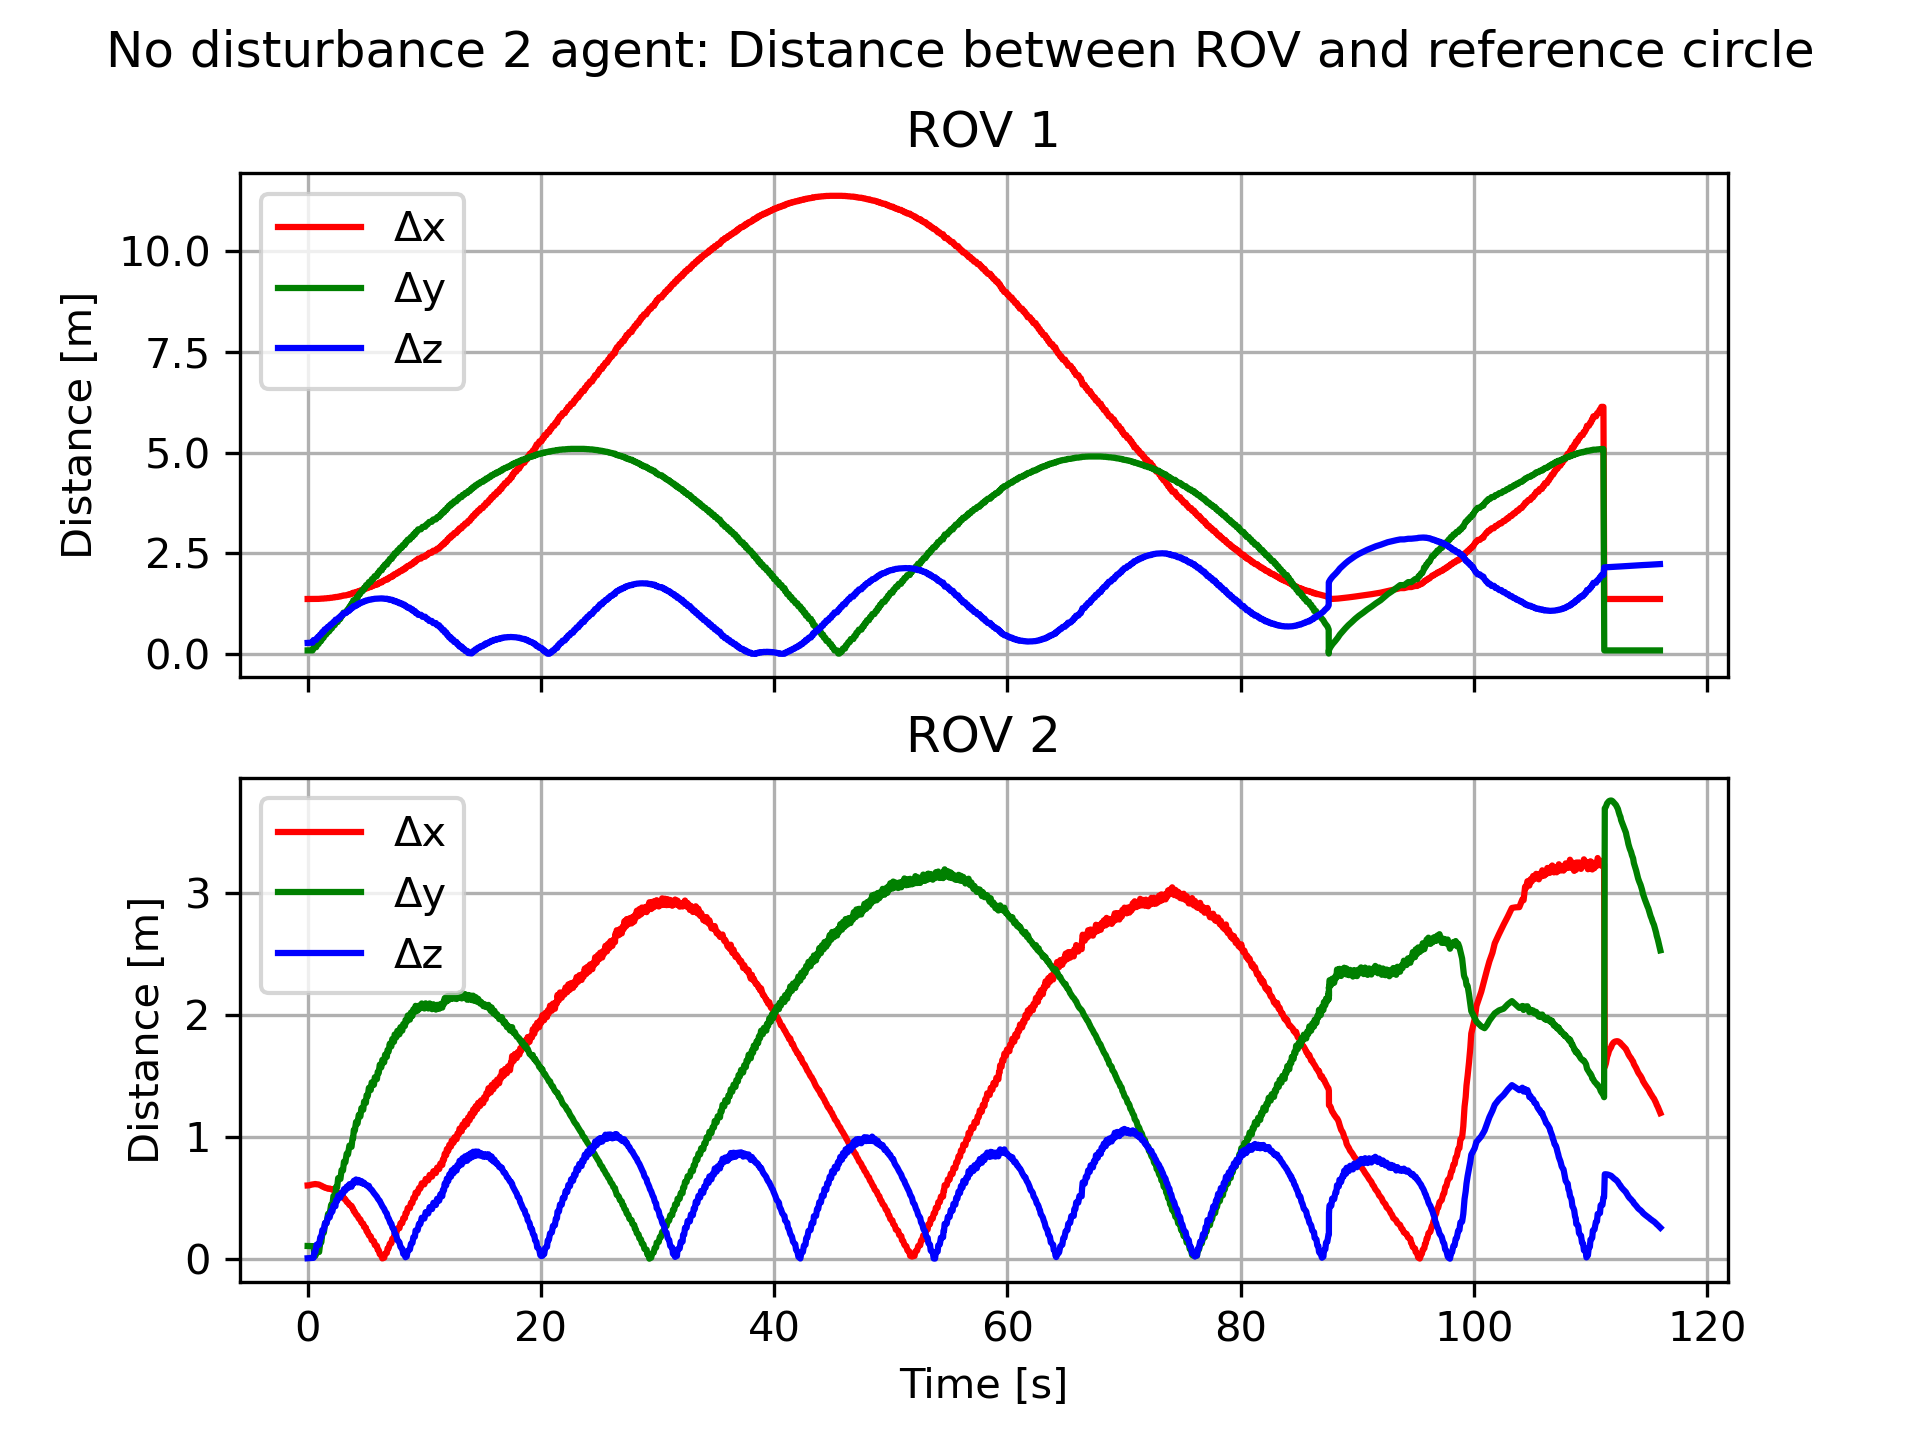 No disturbance 2 agent: Distance between ROV and reference circle
ROV 1
Δx
Δy
Δz
10.0
7.5
5.0
2.5
0.0
Distance [m]
ROV 2
Δx
Δy
Δz
3
2
1
0
Distance [m]
0 20 40 60 80 100 120
Time [s]